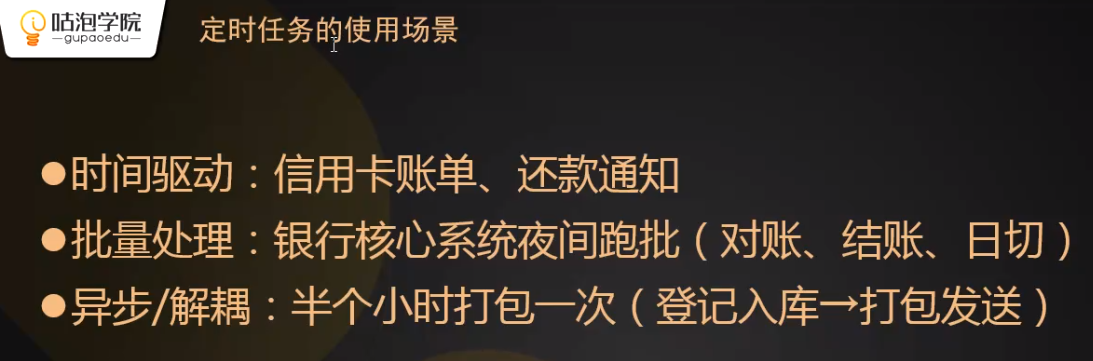 咕泡学院
gupaoedu
定时任务的使用场景
●时间驱动：信用卡账单、还款通知
●批量处理：银行核心系统夜间跑批（对账、结账、日切）
●异步/解耦：半个小时打包一次（登记入库→打包发送）